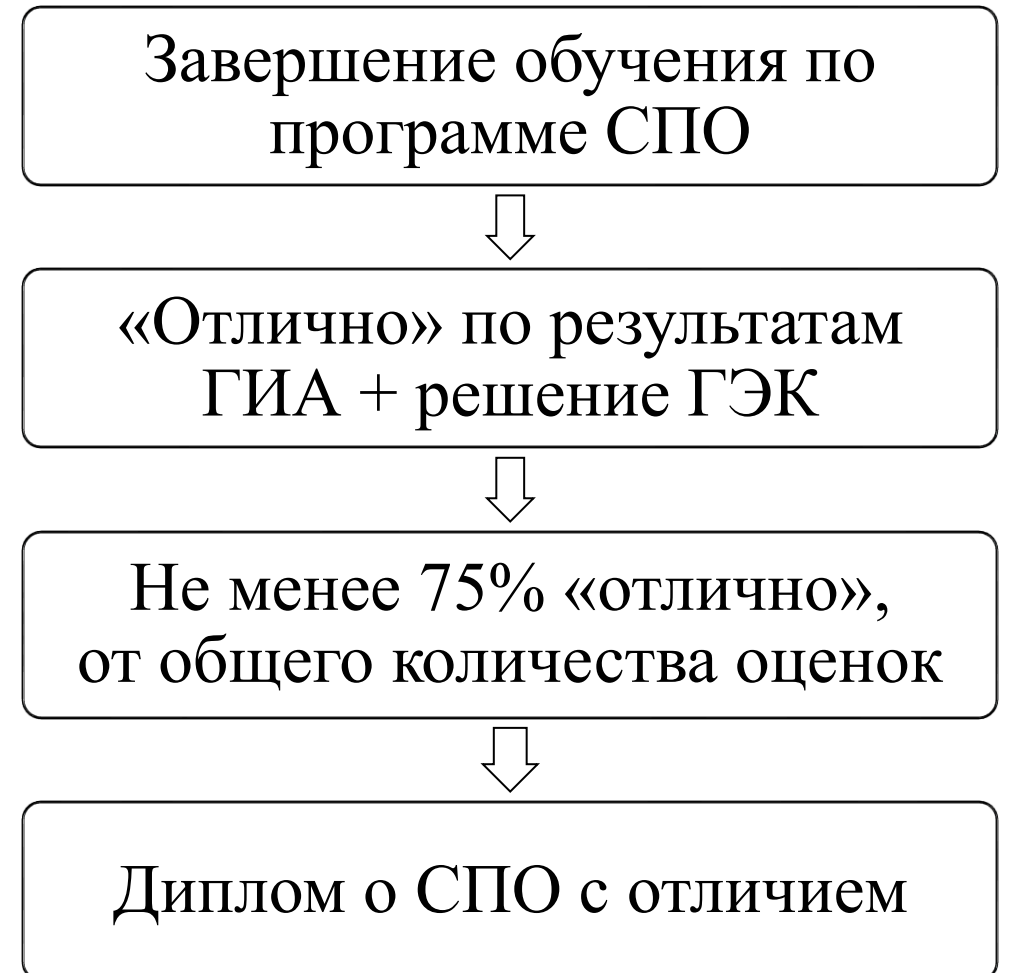 Завершение обучения по
программе СПО
«Отлично» по результатам
ГИА + решение ГЭК
Не менее 75% «отлично»,
от общего количества оценок
Диплом о СПО с отличием